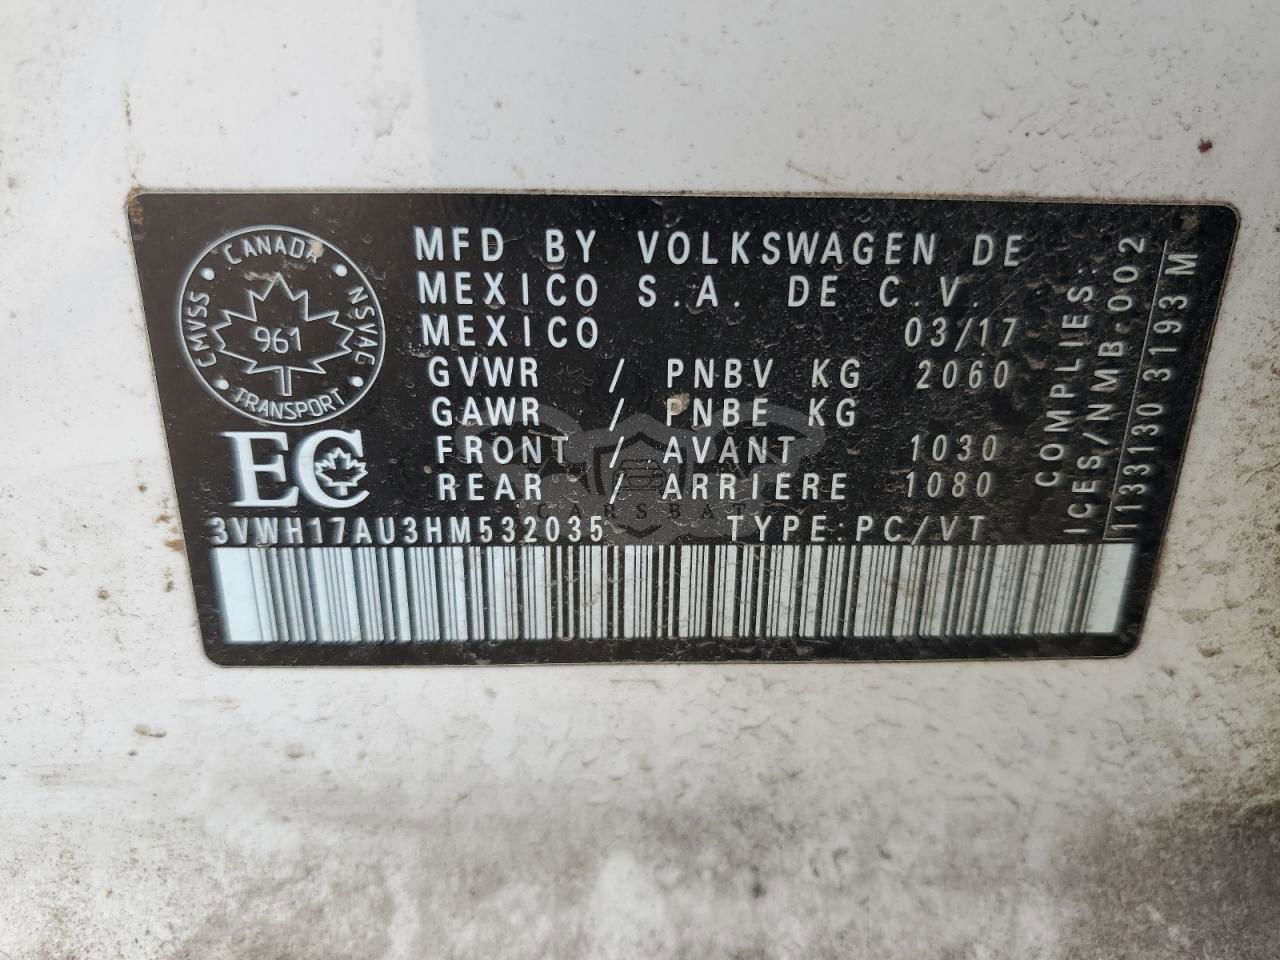 CANADA
CMVSS
NSVAC
961
TRANSPORT
EC
MFD BY VOLKSWAGEN DE
MEXICO S.A. DE C.V.
MEXICO 03/17
GVWR / PNBV KG 2060
GAWR / PNBE KG
FRONT / AVANT 1030
REAR / ARRIERE 1080
3VWH17AU3HM532035 TYPE:PC/VT
COMPLIES:
ICES/NMB-002
1133130 3193 M
CARSBAT